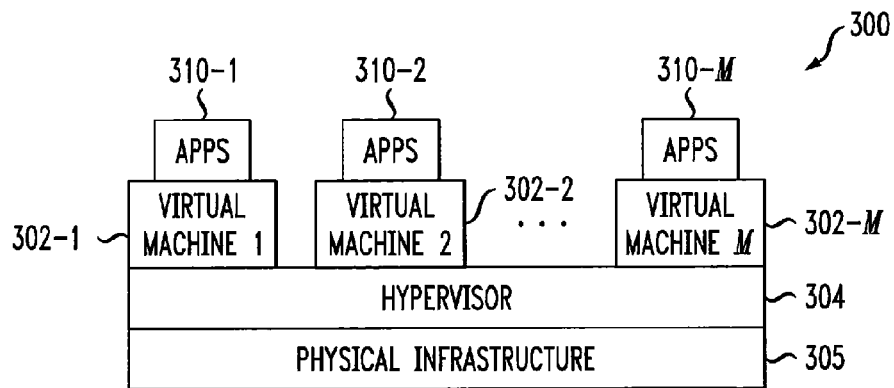 300
310-1 310-2 310-M
APPS APPS APPS
302-1 VIRTUAL MACHINE 1
VIRTUAL MACHINE 2 302-2
. . .
VIRTUAL MACHINE M 302-M
HYPERVISOR 304
PHYSICAL INFRASTRUCTURE 305